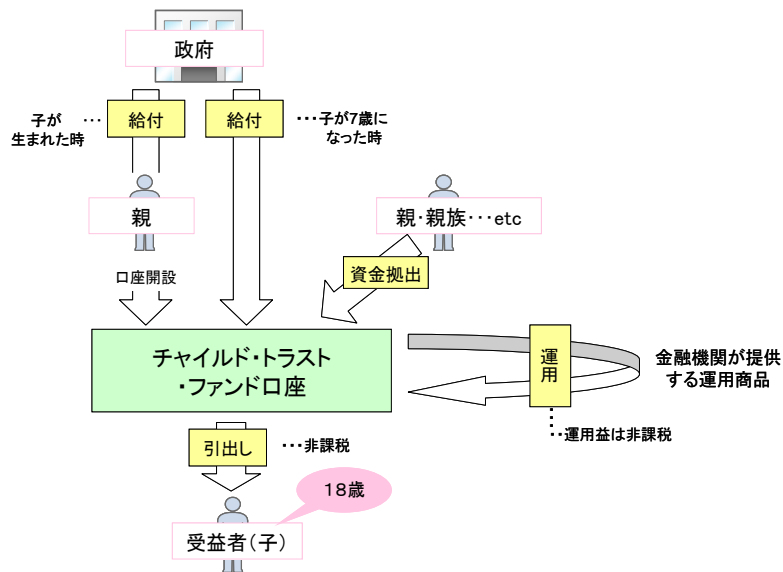 政府
子が
生まれた時
･･･
給付
給付
･･･子が7歳に
なった時
親
親･親族･･･etc
資金拠出
口座開設
チャイルド･トラスト
･ファンド口座
運用
金融機関が提供
する運用商品
･･･運用益は非課税
引出し
･･･非課税
18歳
受益者(子)